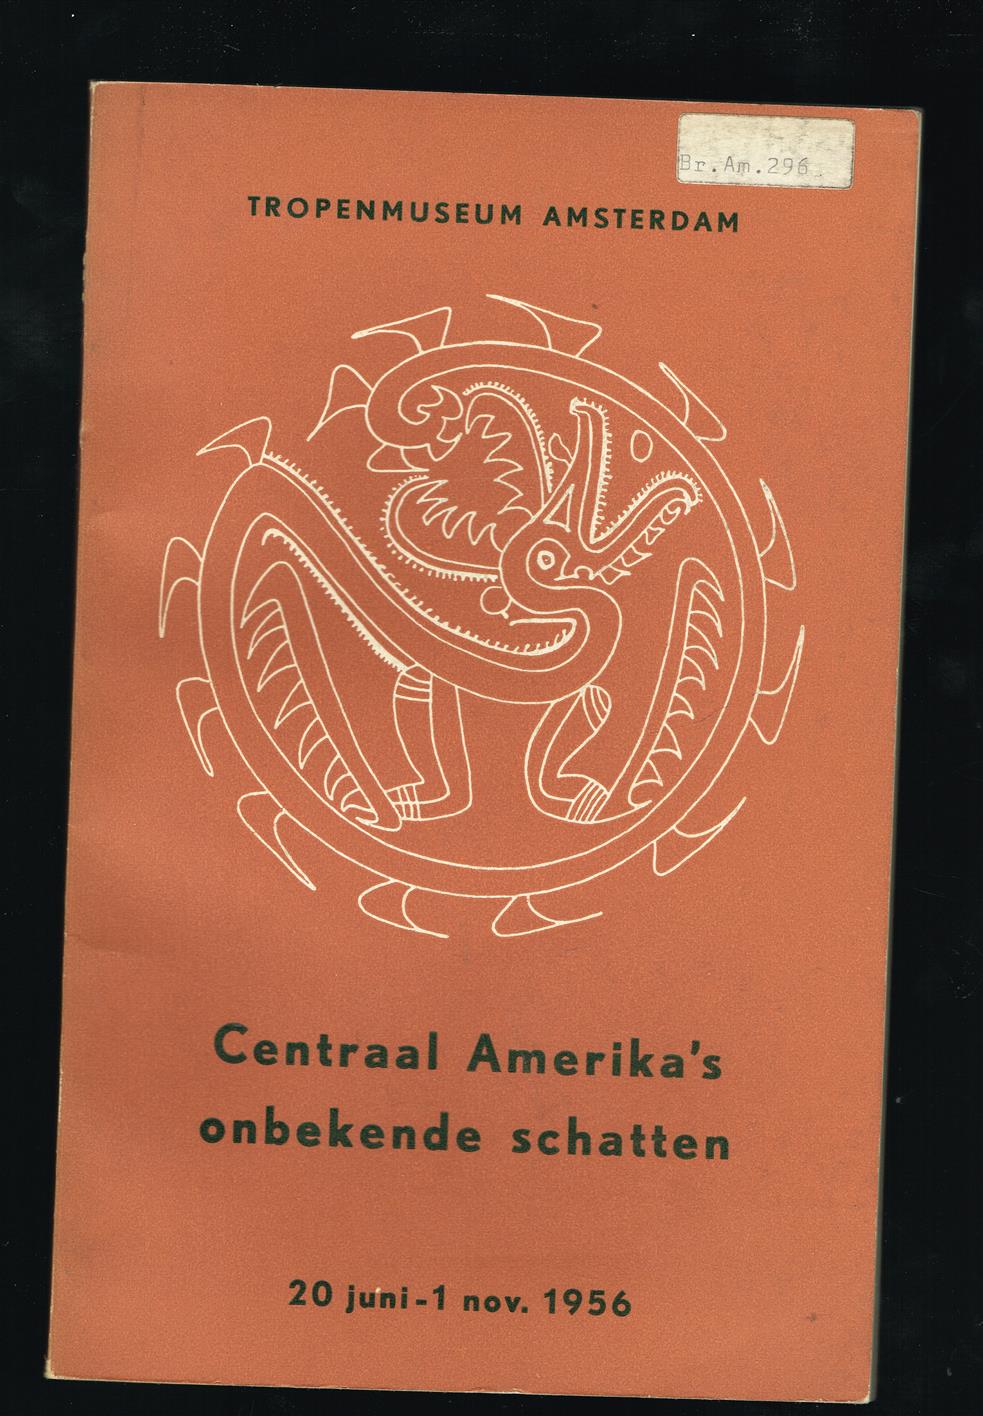 Br.Am.296
TROPENMUSEUM AMSTERDAM
Centraal Amerika's
onbekende schatten
20 juni-1 nov. 1956